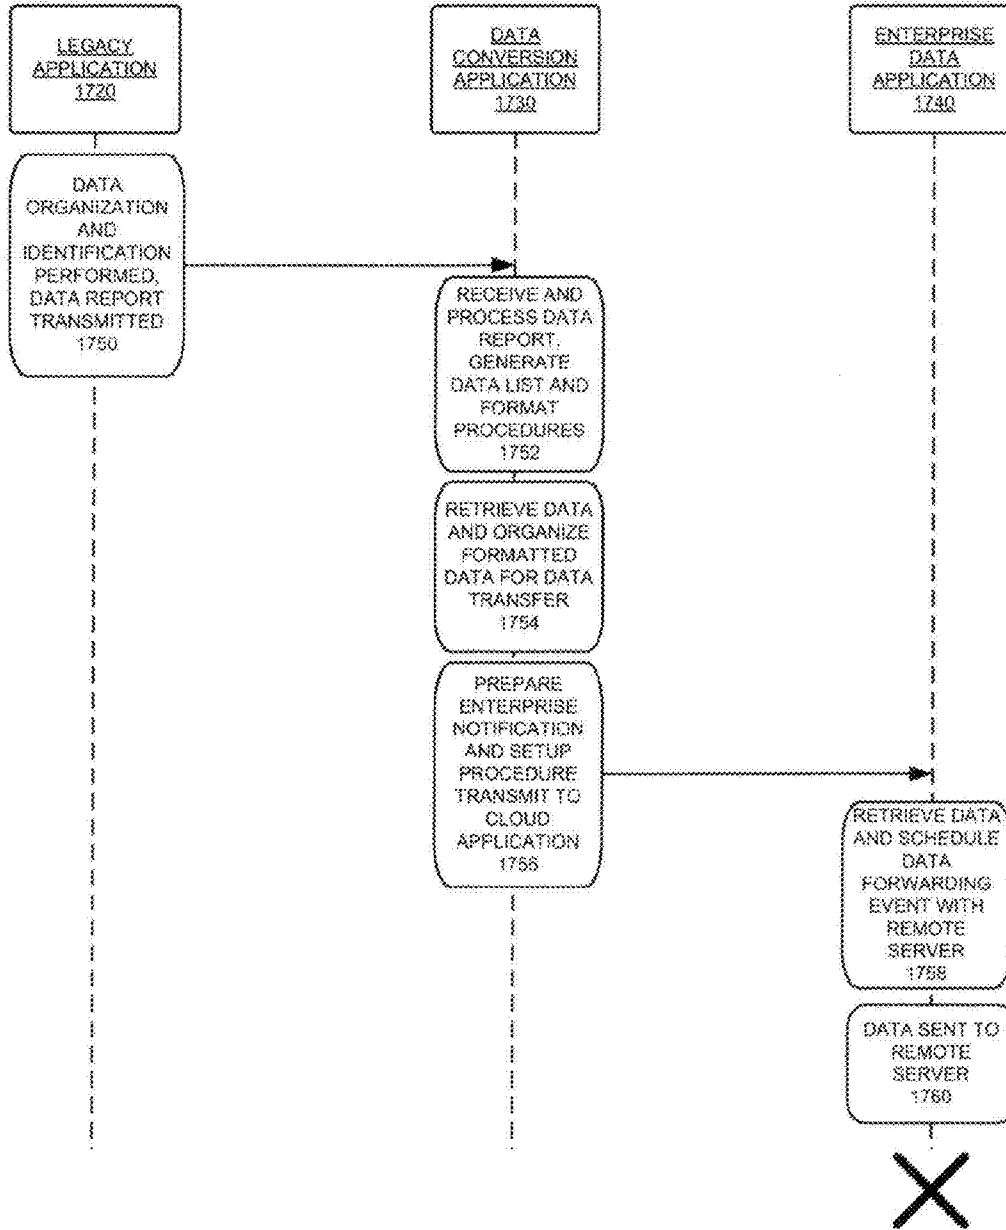 LEGACY
APPLICATION
1720
DATA
CONVERSION
APPLICATION
1730
ENTERPRISE
DATA
APPLICATION
1740
DATA
ORGANIZATION
AND
IDENTIFICATION
PERFORMED,
DATA REPORT
TRANSMITTED
1750
RECEIVE AND
PROCESS DATA
REPORT,
GENERATE
DATA LIST AND
FORMAT
PROCEDURES
1752
RETRIEVE DATA
AND ORGANIZE
FORMATTED
DATA FOR DATA
TRANSFER
1754
PREPARE
ENTERPRISE
NOTIFICATION
AND SETUP
PROCEDURE
TRANSMIT TO
CLOUD
APPLICATION
RETRIEVE DATA
AND SCHEDULE
DATA
FORWARDING
EVENT WITH
REMOTE
SERVER
1758
DATA SENT TO
REMOTE
SERVER
1760